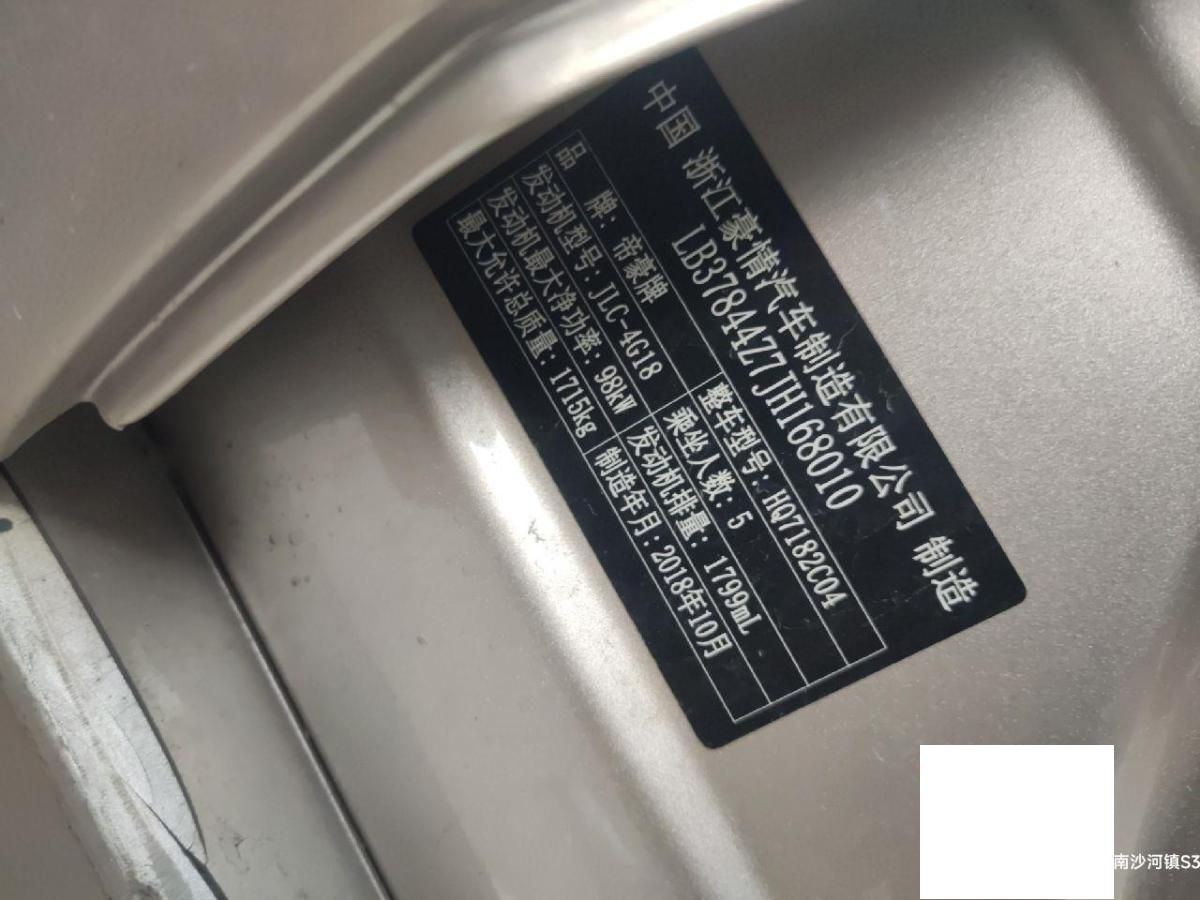 中国 浙江豪情汽车制造有限公司 制造
LB37844Z7JH168010
品 牌：帝豪牌 整车型号：HQ7182C04
发动机型号：JLC-4G18 乘坐人数：5
发动机最大净功率：98kW 发动机排量：1799mL
最大允许总质量：1715kg 制造年月：2018年10月
南沙河镇S3